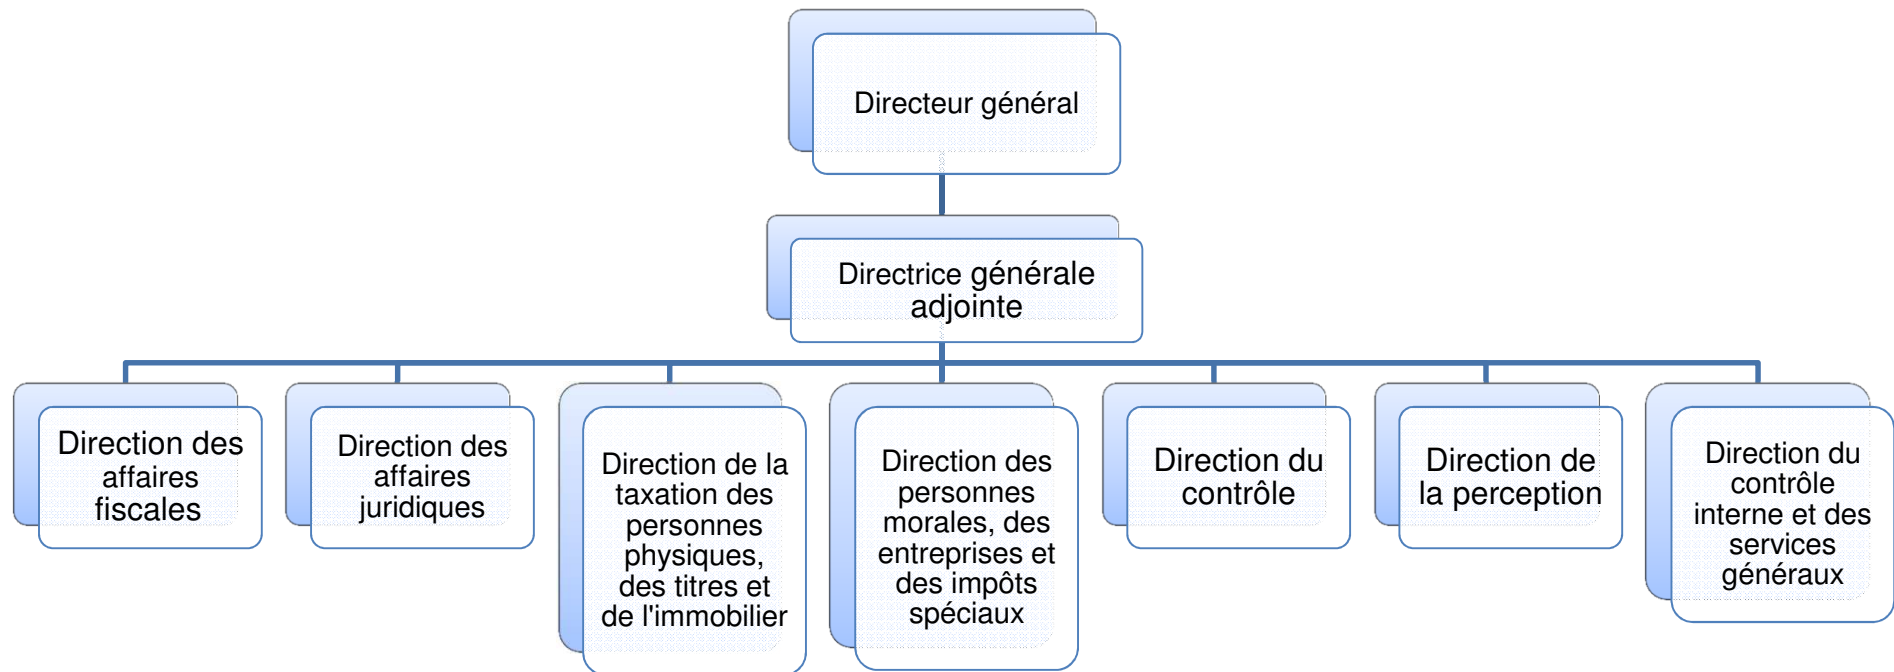 Directeur général
Directrice générale
adjointe
Direction des
affaires
fiscales
Direction des
affaires
juridiques
Direction de la
taxation des
personnes
physiques,
des titres et
de l'immobilier
Direction des
personnes
morales, des
entreprises et
des impôts
spéciaux
Direction du
contrôle
Direction de
la perception
Direction du
contrôle
interne et des
services
généraux